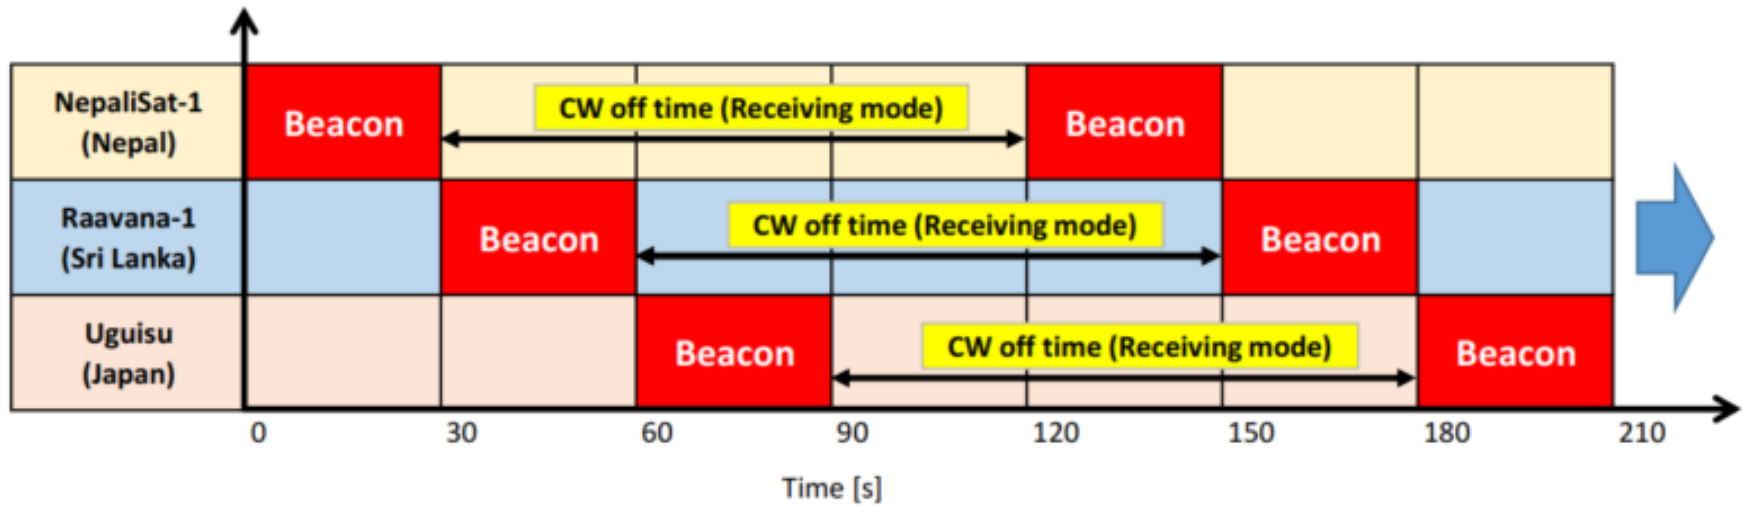 NepaliSat-1
(Nepal)
Beacon
CW off time (Receiving mode)
Beacon
Raavana-1
(Sri Lanka)
Beacon
CW off time (Receiving mode)
Beacon
Uguisu
(Japan)
Beacon
CW off time (Receiving mode)
Beacon
0 30 60 90 120 150 180 210
Time [s]